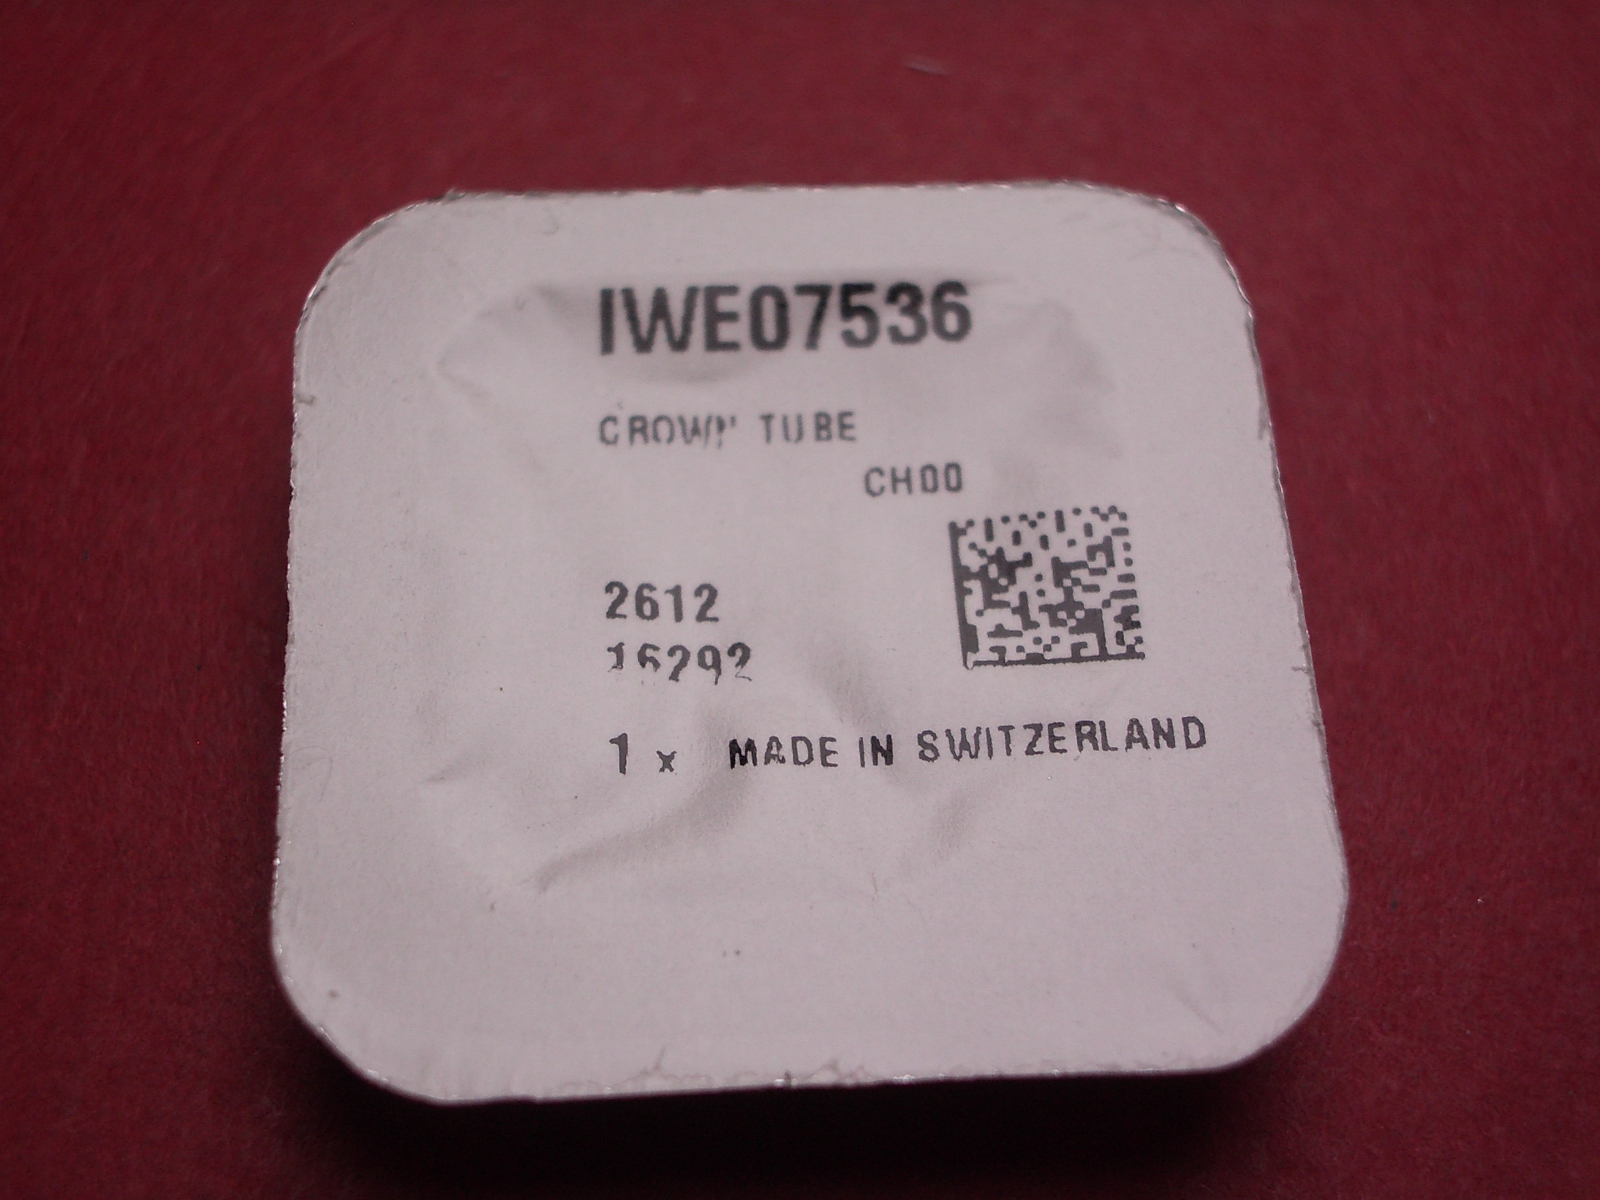 IWE07536
CROWN TUBE
CH00
2612
16292
1 x MADE IN SWITZERLAND